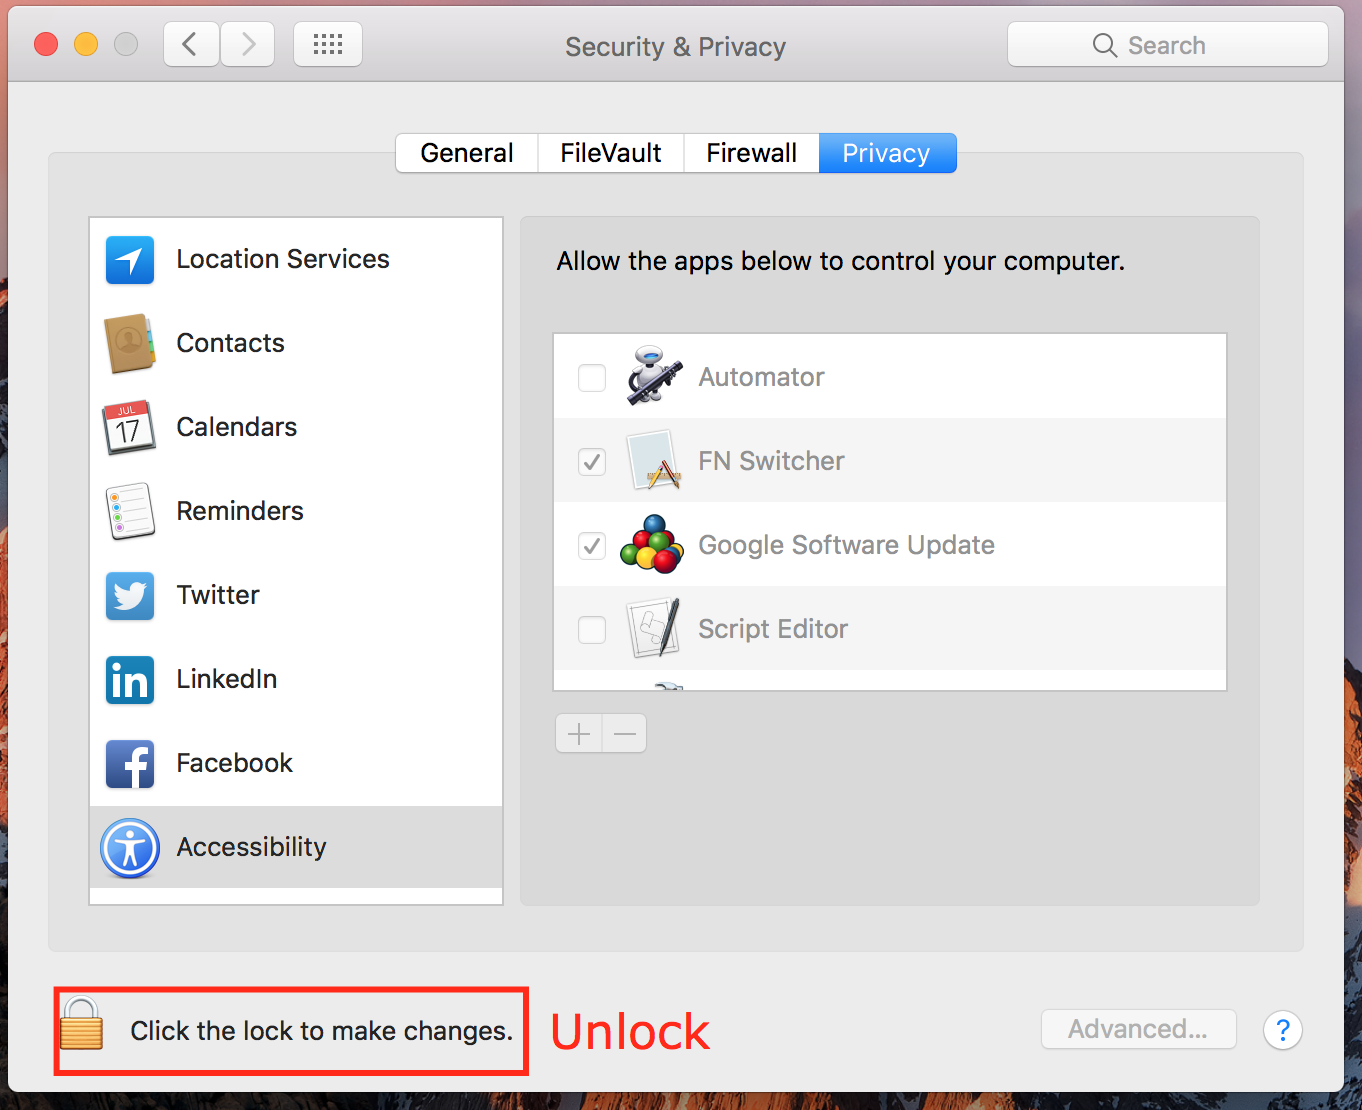 Security & Privacy
Search
General
FileVault
Firewall
Privacy
Location Services
Contacts
JUL
17
Calendars
Reminders
Twitter
in
LinkedIn
f
Facebook
Accessibility
Allow the apps below to control your computer.
Automator
FN Switcher
Google Software Update
Script Editor
Click the lock to make changes.
Unlock
Advanced...
?